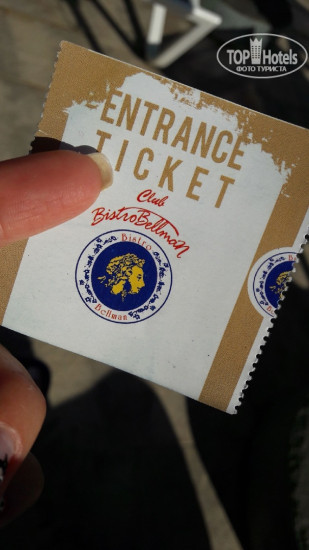 TOP Hotels
ФОТО ТУРИСТА
ENTRANCE
TICKET
Club
BistroBellman
Bistro
Bellman